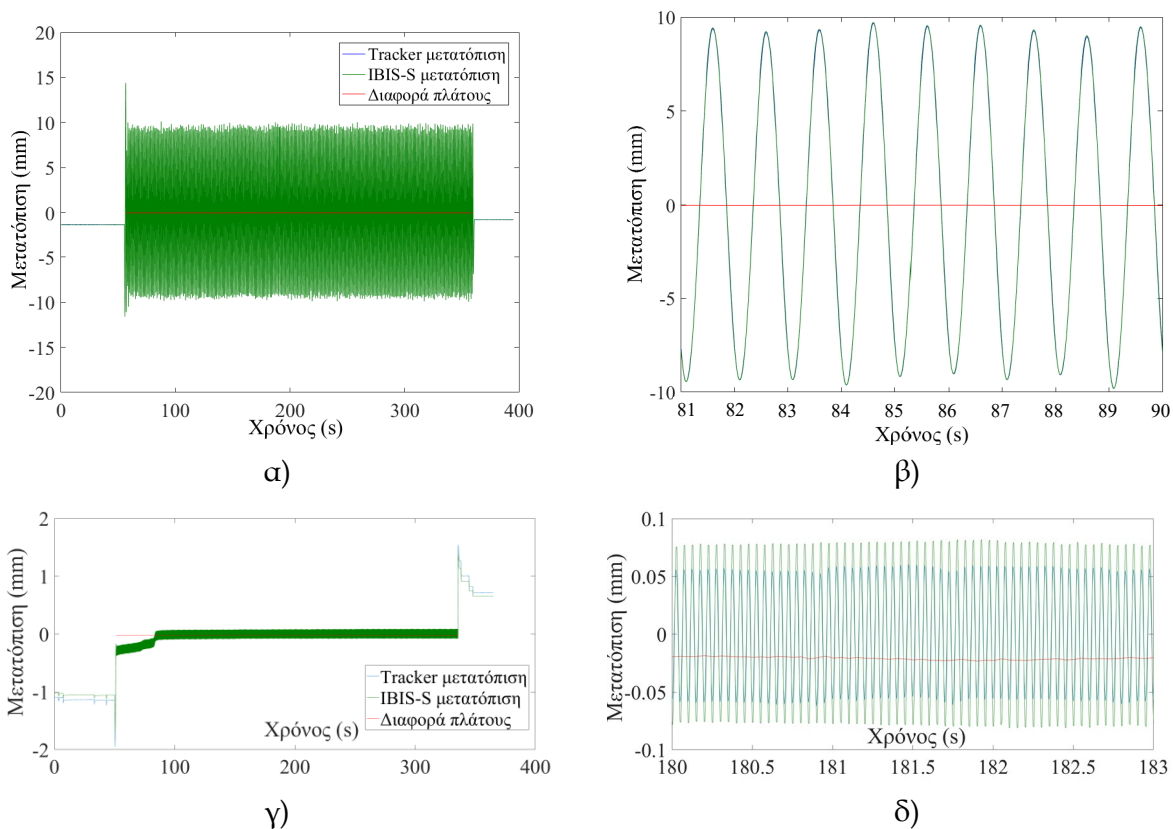 20
15
10
5
0
-5
-10
-15
-20
Μετατόπιση (mm)
Tracker μετατόπιση
IBIS-S μετατόπιση
Διαφορά πλάτους
0 100 200 300 400
Χρόνος (s)
α)
10
5
0
-5
-10
Μετατόπιση (mm)
81 82 83 84 85 86 87 88 89 90
Χρόνος (s)
β)
2
1
0
-1
-2
Μετατόπιση (mm)
Tracker μετατόπιση
IBIS-S μετατόπιση
Διαφορά πλάτους
Χρόνος (s)
0 100 200 300 400
γ)
0.1
0.05
0
-0.05
-0.1
Μετατόπιση (mm)
Χρόνος (s)
180 180.5 181 181.5 182 182.5 183
δ)